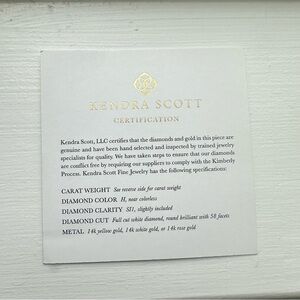 KENDRA SCOTT
CERTIFICATION
Kendra Scott, LLC certifies that the diamonds and gold in this piece are
genuine and have been hand selected and inspected by trained jewelry
specialists for quality. We have taken steps to ensure that our diamonds
are conflict free by requiring our suppliers to comply with the Kimberly
Process. Kendra Scott Fine Jewelry has the following specifications:
CARAT WEIGHT See reverse side for carat weight
DIAMOND COLOR H, near colorless
DIAMOND CLARITY SI1, slightly included
DIAMOND CUT Full cut white diamond, round brilliant with 58 facets
METAL 14k yellow gold, 14k white gold, or 14k rose gold